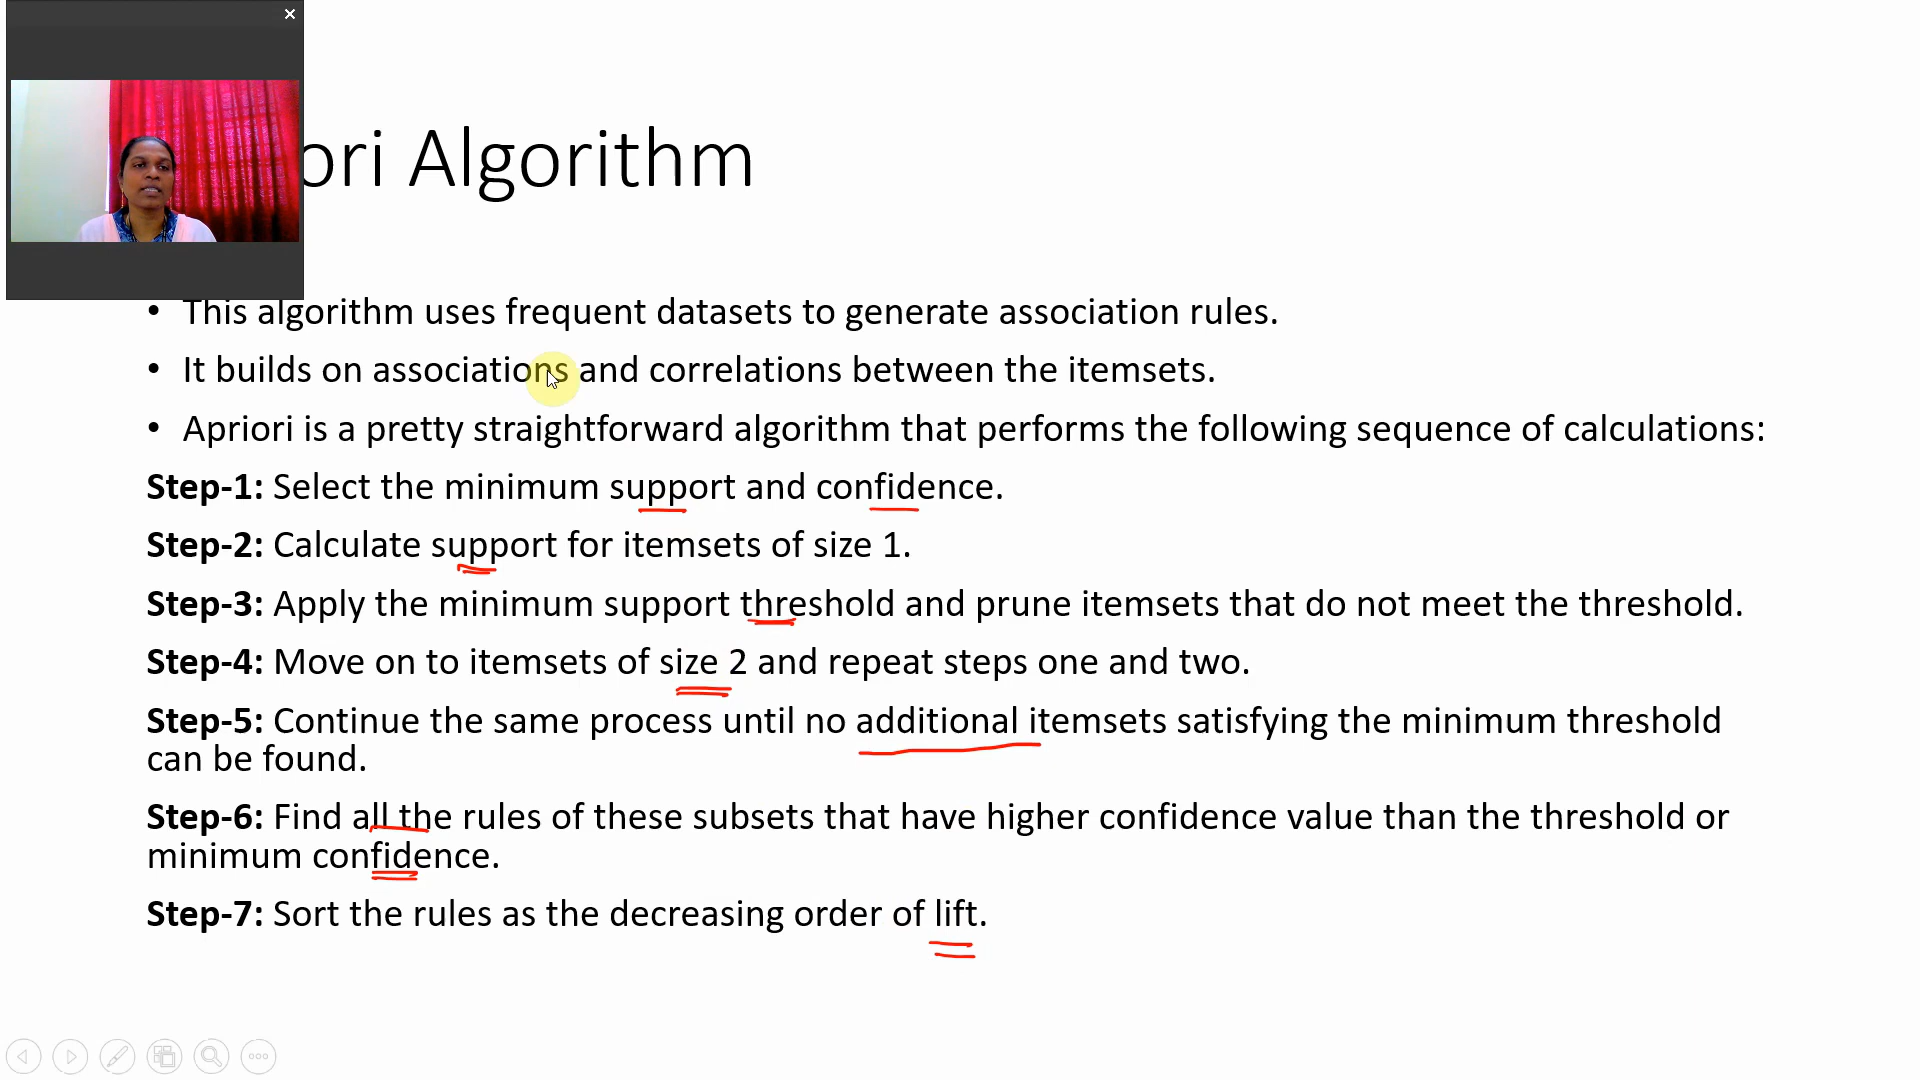 ori Algorithm
• This algorithm uses frequent datasets to generate association rules.
• It builds on associations and correlations between the itemsets.
• Apriori is a pretty straightforward algorithm that performs the following sequence of calculations:
Step-1: Select the minimum support and confidence.
Step-2: Calculate support for itemsets of size 1.
Step-3: Apply the minimum support threshold and prune itemsets that do not meet the threshold.
Step-4: Move on to itemsets of size 2 and repeat steps one and two.
Step-5: Continue the same process until no additional itemsets satisfying the minimum threshold
can be found.
Step-6: Find all the rules of these subsets that have higher confidence value than the threshold or
minimum confidence.
Step-7: Sort the rules as the decreasing order of lift.